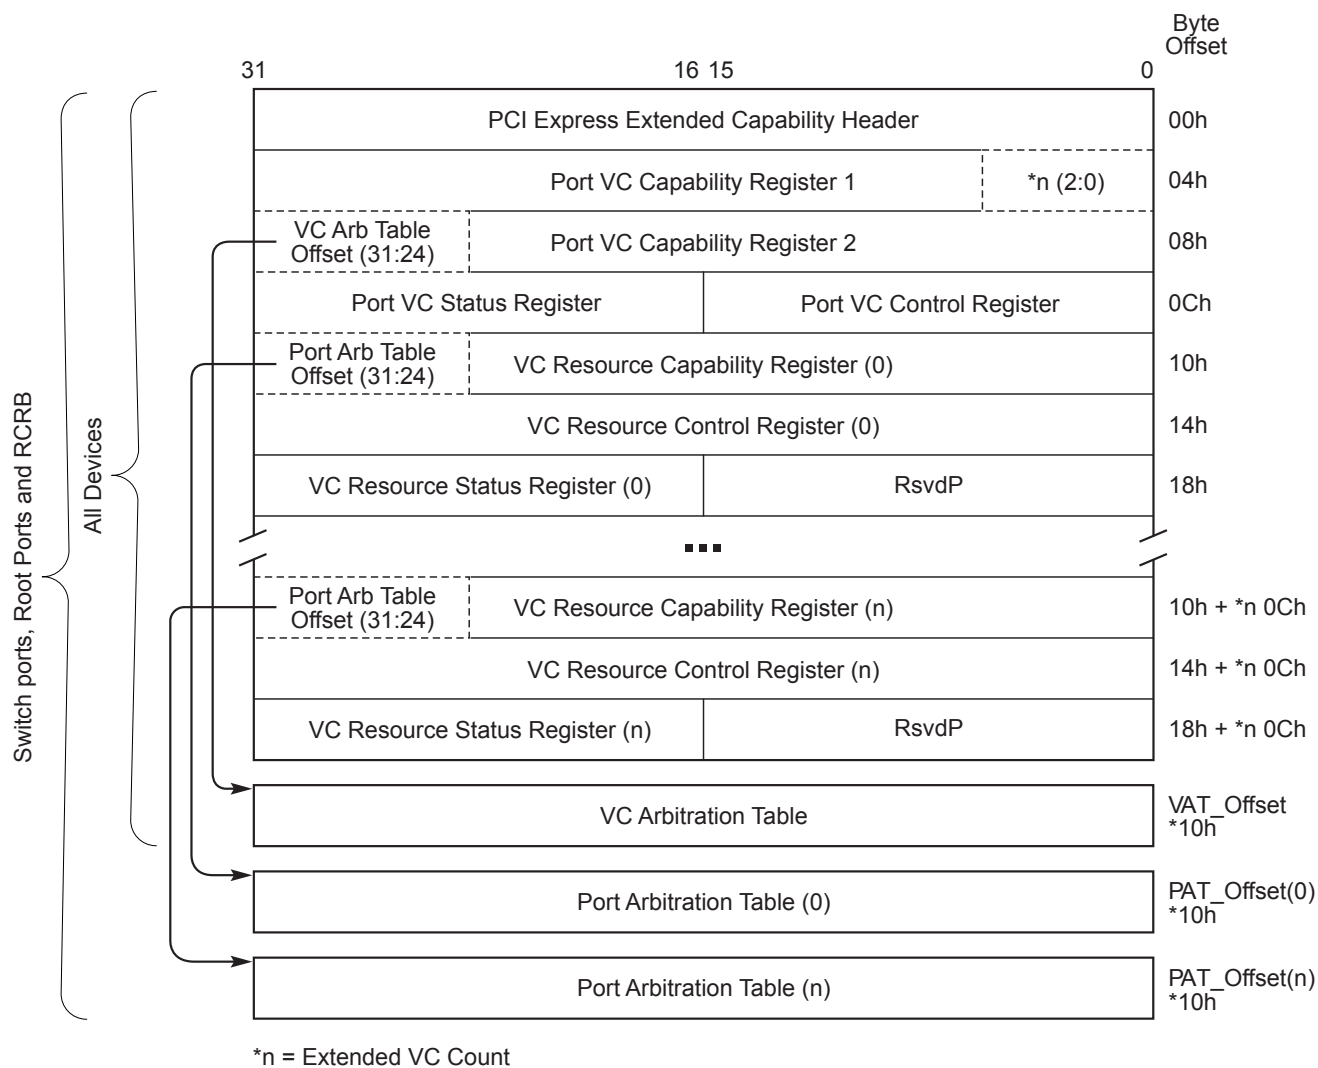 Byte
Offset
31
16 15
0
PCI Express Extended Capability Header
00h
Port VC Capability Register 1
*n (2:0)
04h
VC Arb Table
Offset (31:24)
Port VC Capability Register 2
08h
Port VC Status Register
Port VC Control Register
0Ch
Port Arb Table
Offset (31:24)
VC Resource Capability Register (0)
10h
VC Resource Control Register (0)
14h
VC Resource Status Register (0)
RsvdP
18h
Port Arb Table
Offset (31:24)
VC Resource Capability Register (n)
10h + *n 0Ch
VC Resource Control Register (n)
14h + *n 0Ch
VC Resource Status Register (n)
RsvdP
18h + *n 0Ch
VC Arbitration Table
VAT_Offset
*10h
Port Arbitration Table (0)
PAT_Offset(0)
*10h
Port Arbitration Table (n)
PAT_Offset(n)
*10h
Switch ports, Root Ports and RCRB
All Devices
*n = Extended VC Count